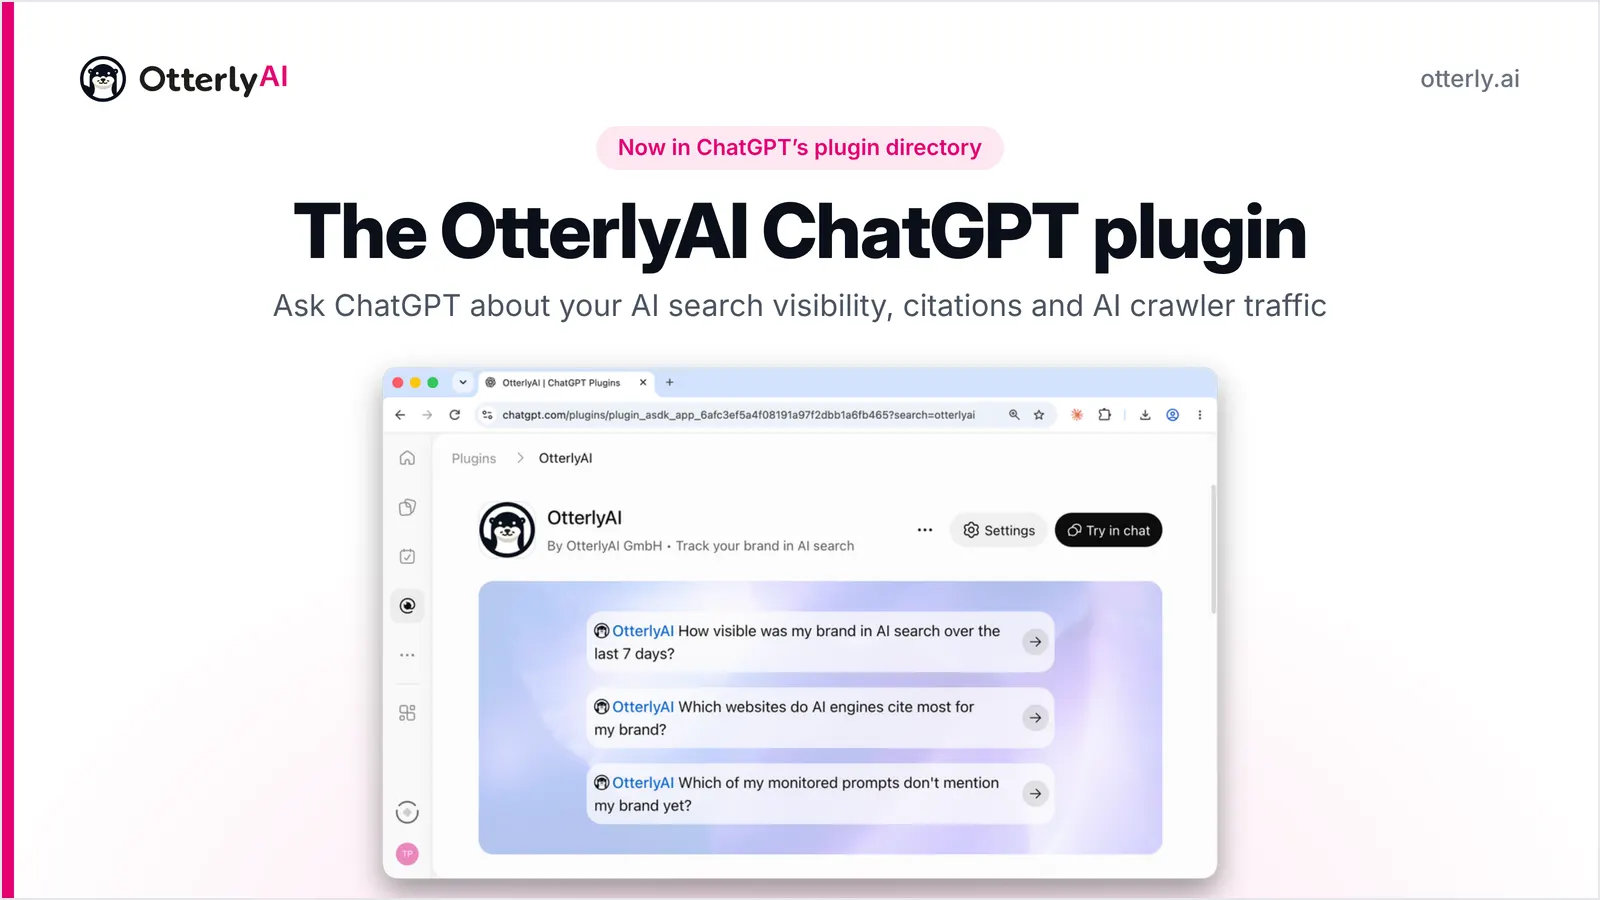 OtterlyAI
otterly.ai
Now in ChatGPT’s plugin directory
The OtterlyAI ChatGPT plugin
Ask ChatGPT about your AI search visibility, citations and AI crawler traffic
OtterlyAI | ChatGPT Plugins
chatgpt.com/plugins/plugin_asdk_app_6afc3ef5a4f08191a97f2dbb1a6fb465?search=otterlyai
Plugins > OtterlyAI
OtterlyAI
By OtterlyAI GmbH • Track your brand in AI search
Settings
Try in chat
OtterlyAI How visible was my brand in AI search over the
last 7 days?
OtterlyAI Which websites do AI engines cite most for
my brand?
OtterlyAI Which of my monitored prompts don't mention
my brand yet?
TP